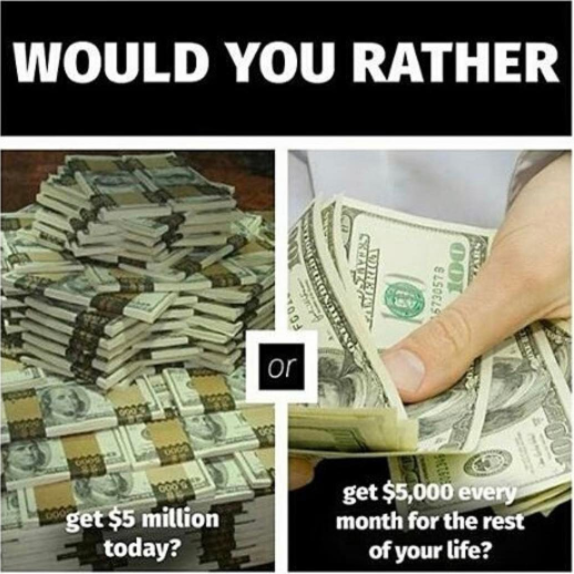 WOULD YOU RATHER
get $5 million
today?
or
get $5,000 every
month for the rest
of your life?
100